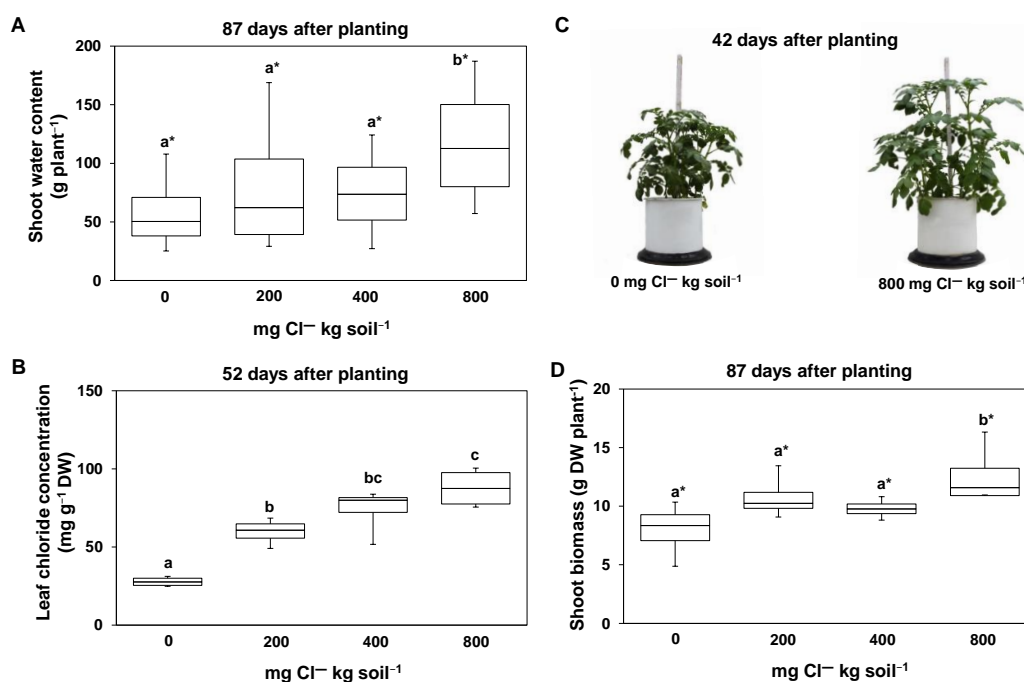 A
87 days after planting
Shoot water content
(g plant⁻¹)
200
150
100
50
0
a*
a*
a*
b*
0
200
400
800
mg Cl⁻ kg soil⁻¹
C
42 days after planting
0 mg Cl⁻ kg soil⁻¹
800 mg Cl⁻ kg soil⁻¹
B
52 days after planting
Leaf chloride concentration
(mg g⁻¹ DW)
150
100
50
0
a
b
bc
c
0
200
400
800
mg Cl⁻ kg soil⁻¹
D
87 days after planting
Shoot biomass (g DW plant⁻¹)
20
15
10
5
0
a*
a*
a*
b*
0
200
400
800
mg Cl⁻ kg soil⁻¹